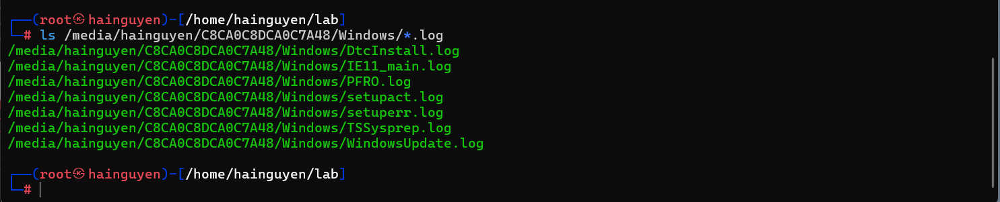 ┌──(root㉿hainguyen)-[/home/hainguyen/lab]
└─# ls /media/hainguyen/C8CA0C8DCA0C7A48/Windows/*.log
/media/hainguyen/C8CA0C8DCA0C7A48/Windows/DtcInstall.log
/media/hainguyen/C8CA0C8DCA0C7A48/Windows/IE11_main.log
/media/hainguyen/C8CA0C8DCA0C7A48/Windows/PFRO.log
/media/hainguyen/C8CA0C8DCA0C7A48/Windows/setupact.log
/media/hainguyen/C8CA0C8DCA0C7A48/Windows/setuperr.log
/media/hainguyen/C8CA0C8DCA0C7A48/Windows/TSSysprep.log
/media/hainguyen/C8CA0C8DCA0C7A48/Windows/WindowsUpdate.log
┌──(root㉿hainguyen)-[/home/hainguyen/lab]
└─#